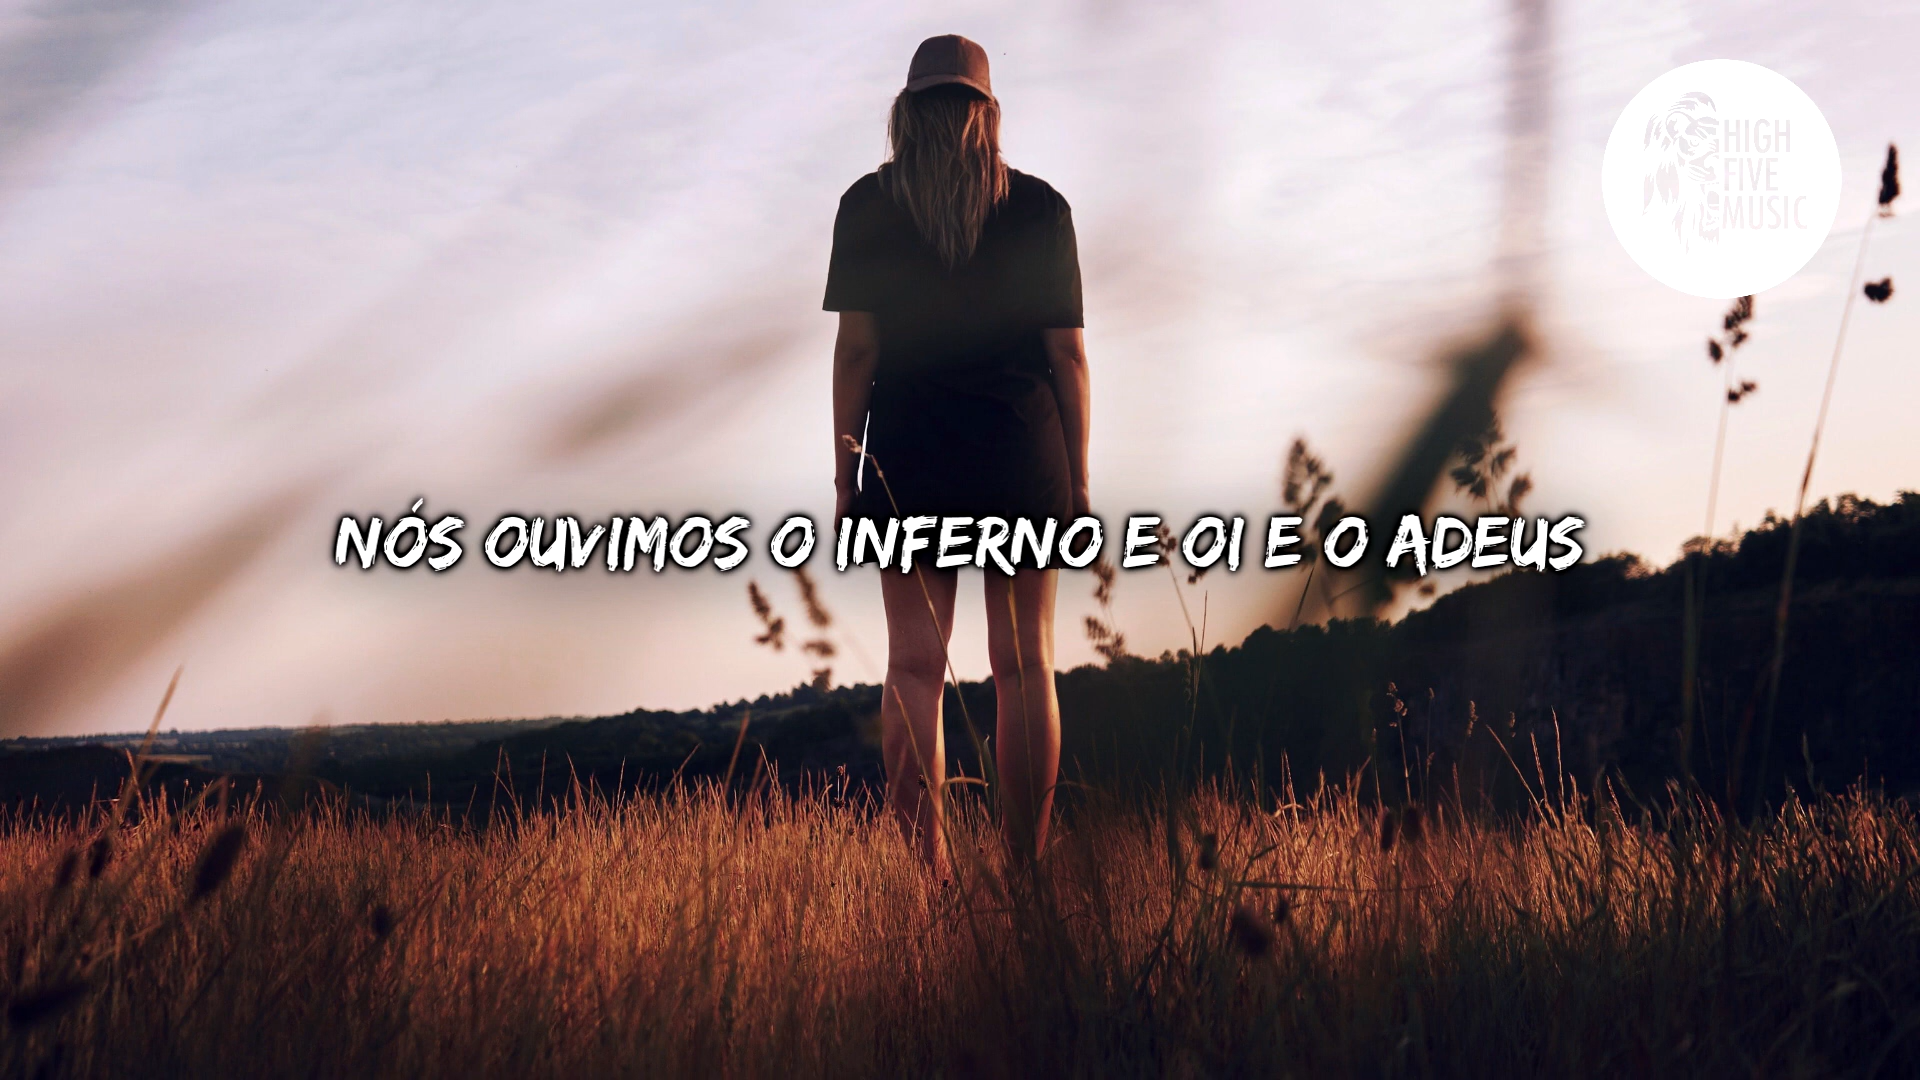 HIGH
FIVE
MUSIC
NÓS OUVIMOS O INFERNO E OI E O ADEUS